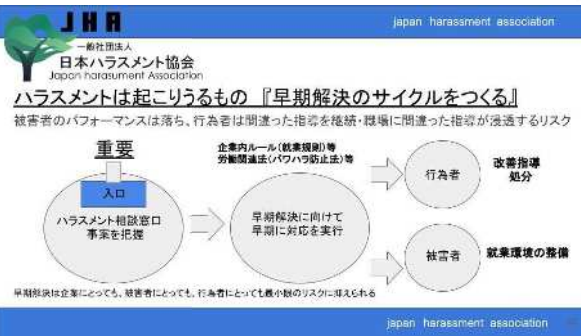 JHA
japan harassment association
一般社団法人
日本ハラスメント協会
Japan harasument Association
ハラスメントは起こりうるもの 『早期解決のサイクルをつくる』
被害者のパフォーマンスは落ち、行為者は間違った指導を継続・職場に間違った指導が浸透するリスク
重要
企業内ルール(就業規則)等
労働関連法(パワハラ防止法)等
入口
ハラスメント相談窓口
事案を把握
早期解決に向けて
早期に対応を実行
行為者
改善指導
処分
被害者
就業環境の整備
早期解決は企業にとっても、被害者にとっても、行為者にとっても最小限のリスクに抑えられる
japan harassment association